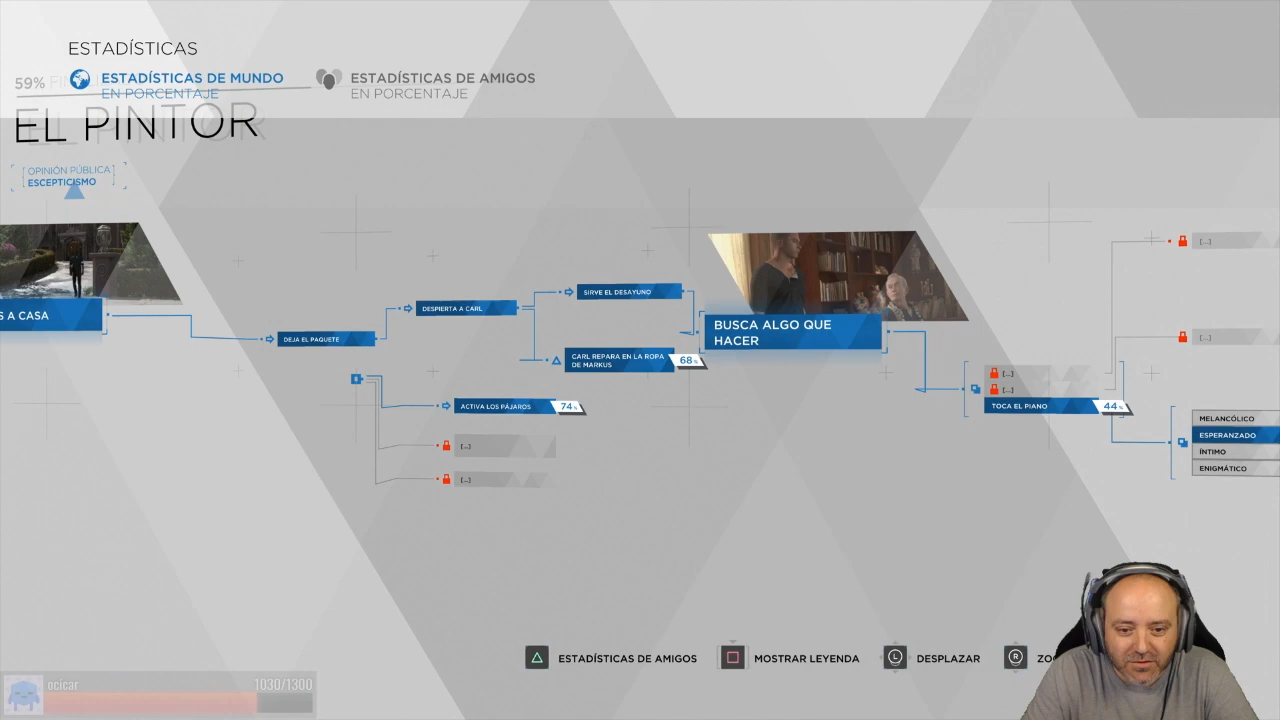 ESTADÍSTICAS
ESTADÍSTICAS DE MUNDO
EN PORCENTAJE
ESTADÍSTICAS DE AMIGOS
EN PORCENTAJE
59%
EL PINTOR
OPINIÓN PÚBLICA
ESCEPTICISMO
S A CASA
DEJA EL PAQUETE
DESPIERTA A CARL
SIRVE EL DESAYUNO
CARL REPARA EN LA ROPA
DE MARKUS
68%
ACTIVA LOS PÁJAROS
74%
[...]
[...]
BUSCA ALGO QUE
HACER
[...]
[...]
TOCA EL PIANO
44%
[...]
[...]
MELANCÓLICO
ESPERANZADO
ÍNTIMO
ENIGMÁTICO
ESTADÍSTICAS DE AMIGOS
MOSTRAR LEYENDA
L
DESPLAZAR
R
ocicar
1030/1300